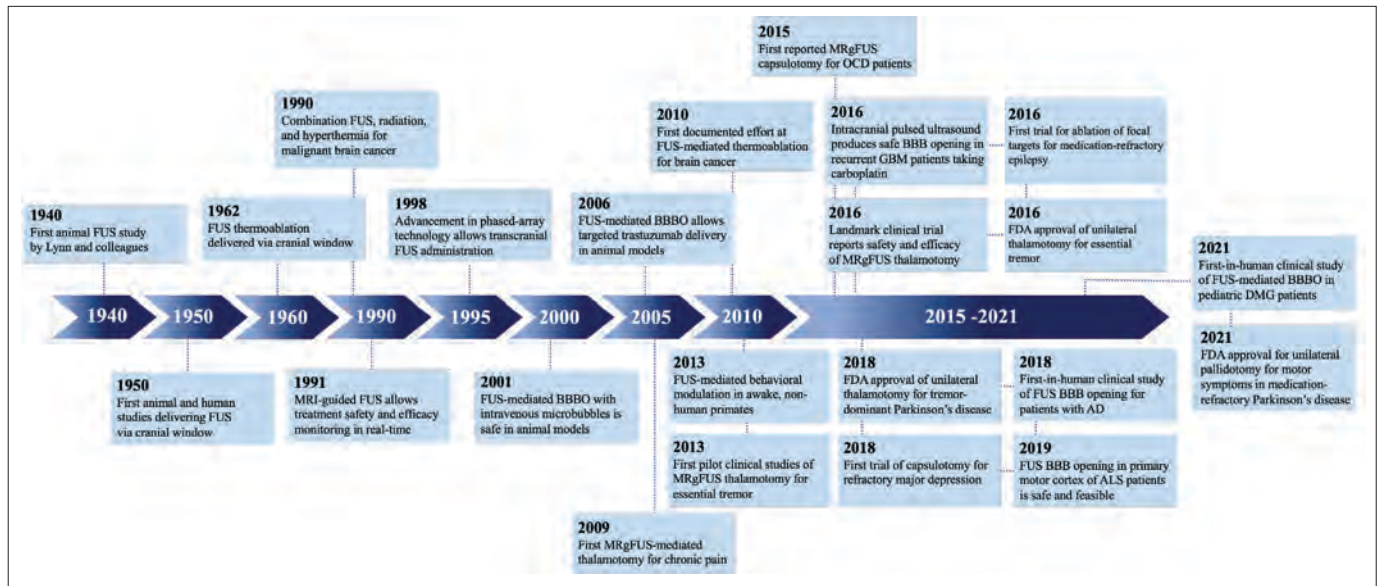 2015
First reported MRgFUS
capsulotomy for OCD patients
1990
Combination FUS, radiation,
and hyperthermia for
malignant brain cancer
2010
First documented effort at
FUS-mediated thermoablation
for brain cancer
2016
Intracranial pulsed ultrasound
produces safe BBB opening in
recurrent GBM patients taking
carboplatin
2016
First trial for ablation of focal
targets for medication-refractory
epilepsy
1940
First animal FUS study
by Lynn and colleagues
1962
FUS thermoablation
delivered via cranial window
1998
Advancement in phased-array
technology allows transcranial
FUS administration
2006
FUS-mediated BBBO allows
targeted trastuzumab delivery
in animal models
2016
Landmark clinical trial
reports safety and efficacy
of MRgFUS thalamotomy
2016
FDA approval of unilateral
thalamotomy for essential
tremor
2021
First-in-human clinical study
of FUS-mediated BBBO in
pediatric DMG patients
1940
1950
1960
1990
1995
2000
2005
2010
2015 -2021
2021
FDA approval for unilateral
pallidotomy for motor
symptoms in medication-
refractory Parkinson's disease
1950
First animal and human
studies delivering FUS
via cranial window
1991
MRI-guided FUS allows
treatment safety and efficacy
monitoring in real-time
2001
FUS-mediated BBBO with
intravenous microbubbles is
safe in animal models
2013
FUS-mediated behavioral
modulation in awake, non-
human primates
2018
FDA approval of unilateral
thalamotomy for tremor-
dominant Parkinson's disease
2018
First-in-human clinical study
of FUS BBB opening for
patients with AD
2013
First pilot clinical studies of
MRgFUS thalamotomy for
essential tremor
2018
First trial of capsulotomy for
refractory major depression
2019
FUS BBB opening in primary
motor cortex of ALS patients
is safe and feasible
2009
First MRgFUS-mediated
thalamotomy for chronic pain